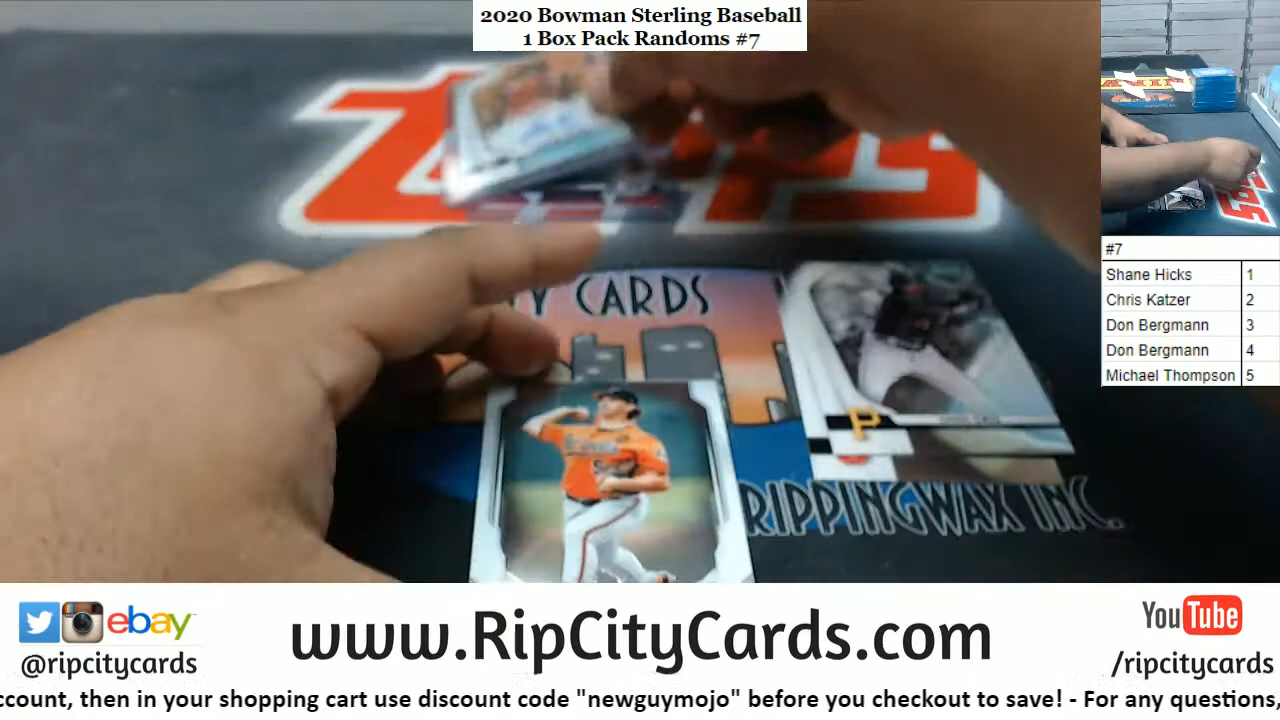 2020 Bowman Sterling Baseball
1 Box Pack Randoms #7
#7
Shane Hicks 1
Chris Katzer 2
Don Bergmann 3
Don Bergmann 4
Michael Thompson 5
CARDS
P
RIPPINGWAX INC.
ebay
@ripcitycards
www.RipCityCards.com
YouTube
/ripcitycards
ccount, then in your shopping cart use discount code "newguymojo" before you checkout to save! - For any questions,